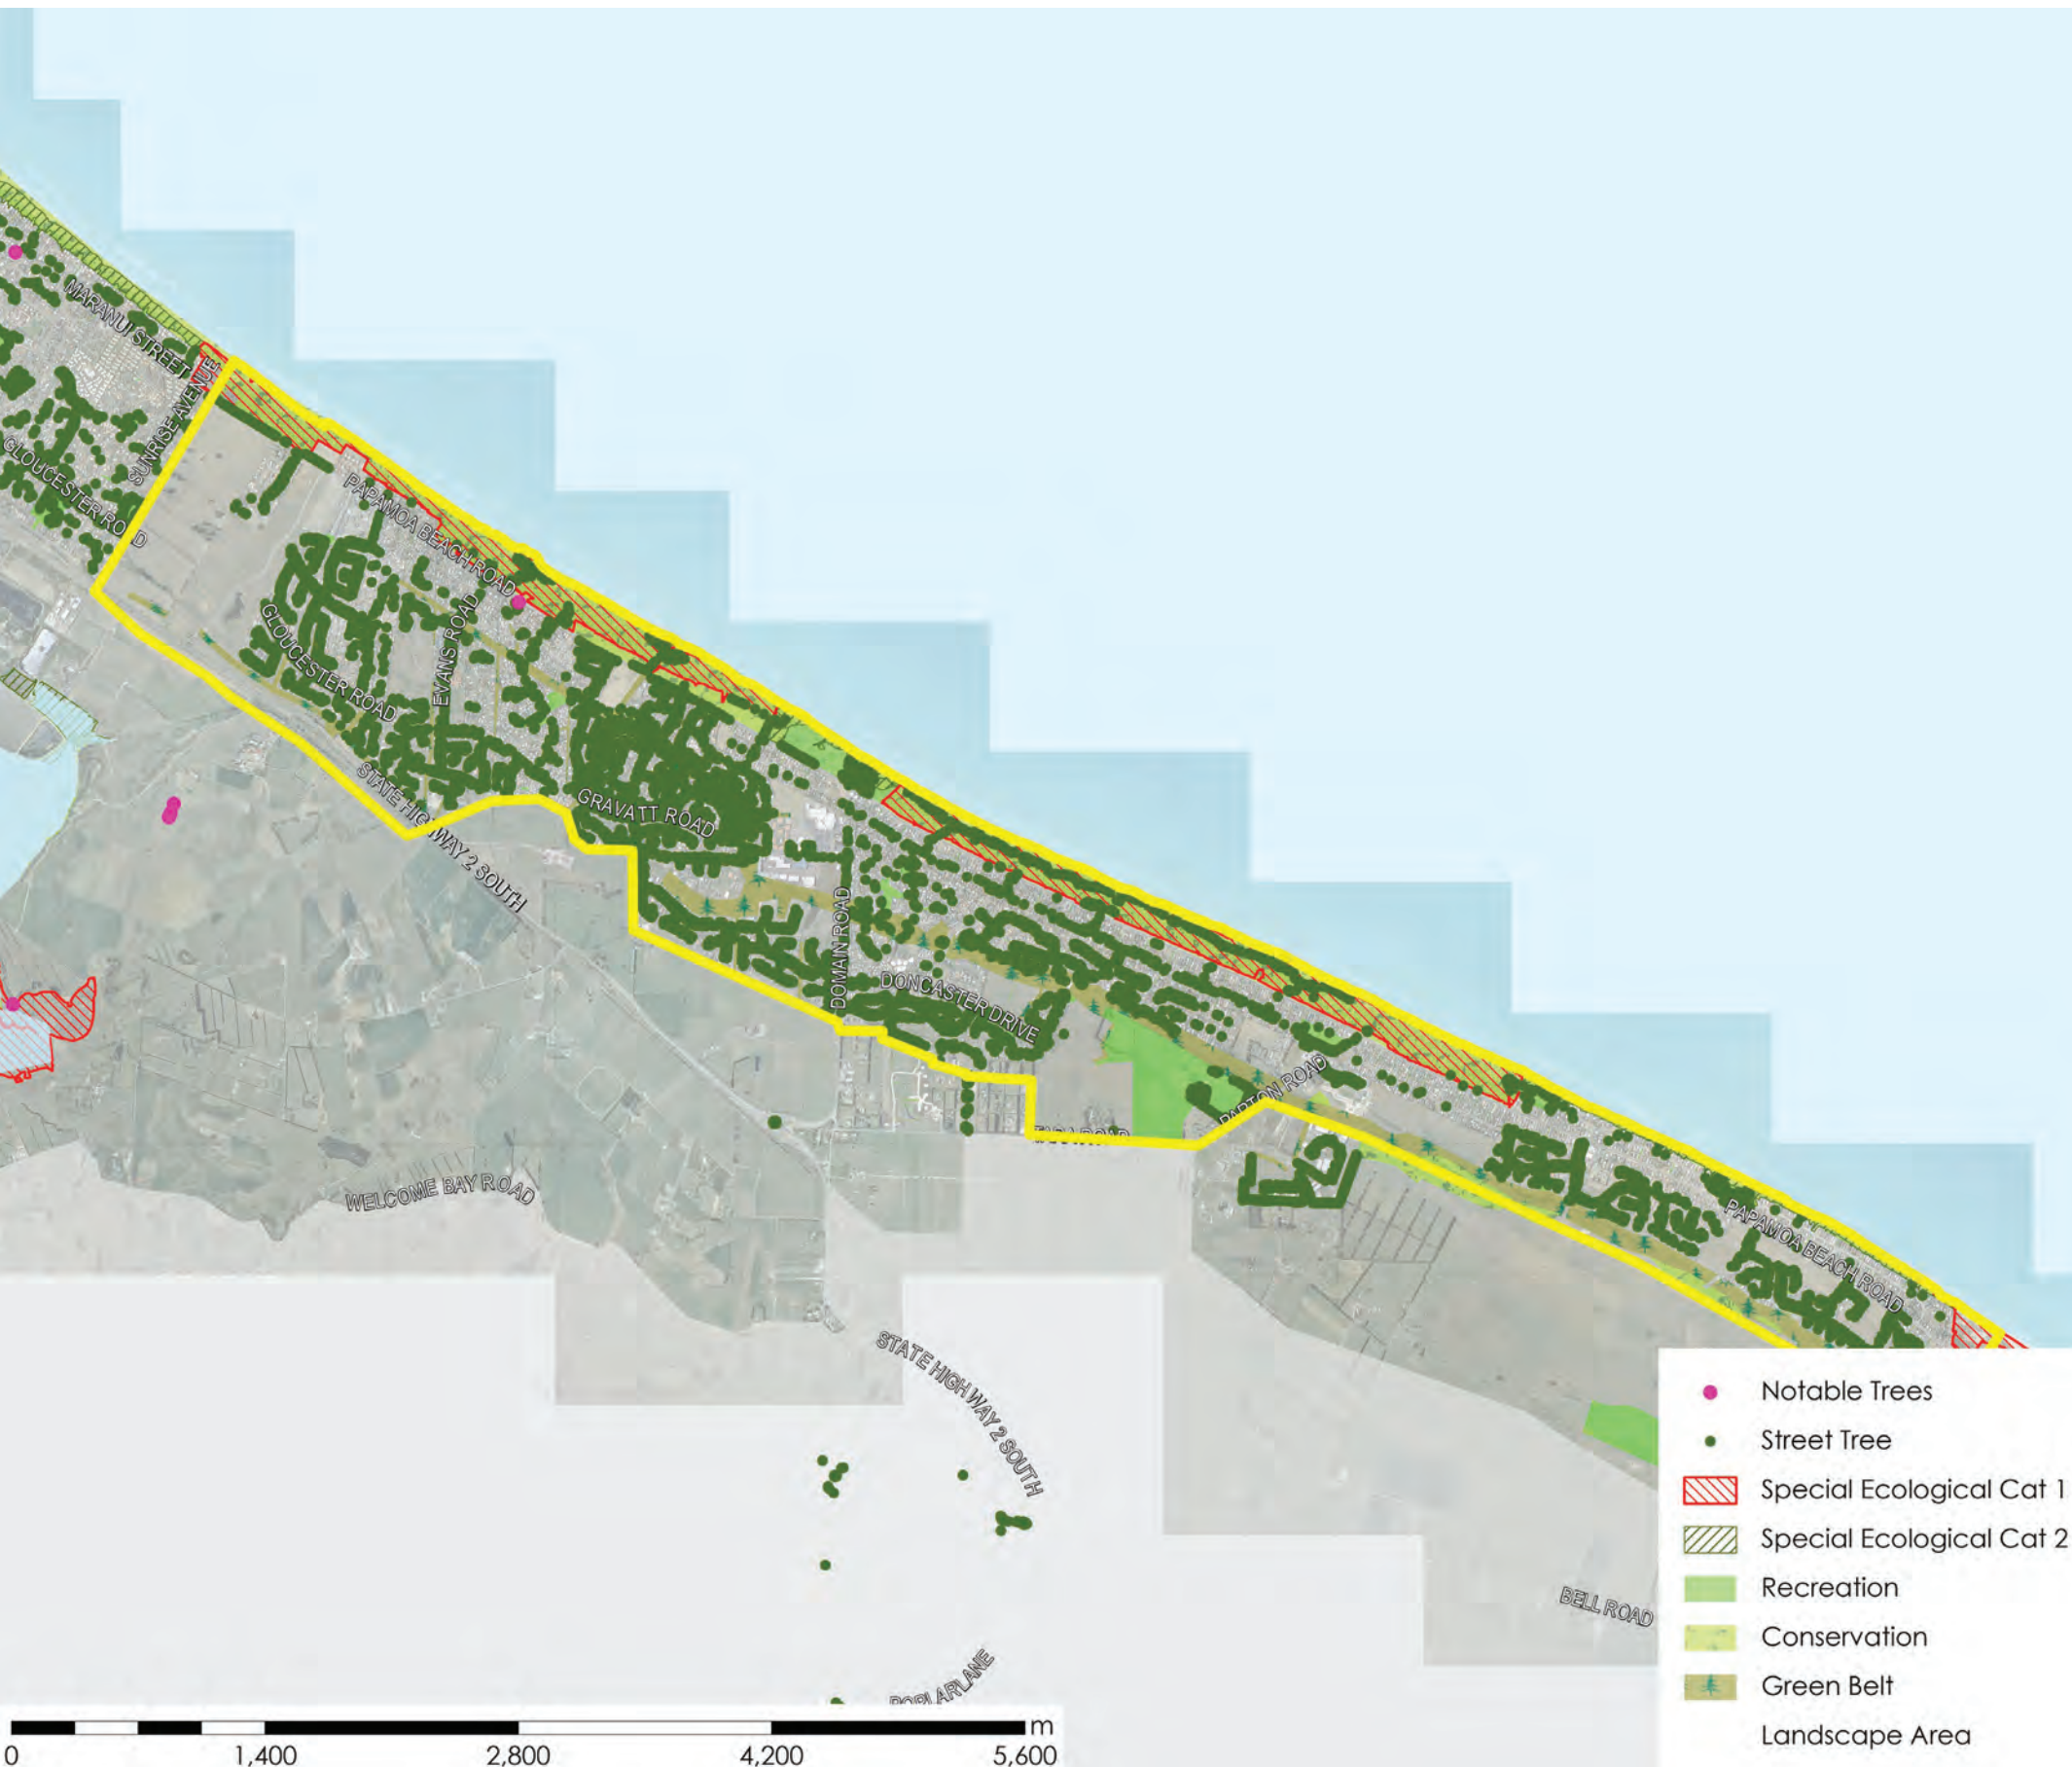 MARANUI STREET
SUNRISE AVENUE
GLOUCESTER ROAD
PAPAMOA BEACH ROAD
EVANS ROAD
GLOUCESTER ROAD
STATE HIGHWAY 2 SOUTH
GRAVATT ROAD
DOMAIN ROAD
DONCASTER DRIVE
PARTON ROAD
WELCOME BAY ROAD
PAPAMOA BEACH ROAD
STATE HIGHWAY 2 SOUTH
BELL ROAD
Notable Trees
Street Tree
Special Ecological Cat 1
Special Ecological Cat 2
Recreation
Conservation
Green Belt
Landscape Area
m
0 1,400 2,800 4,200 5,600